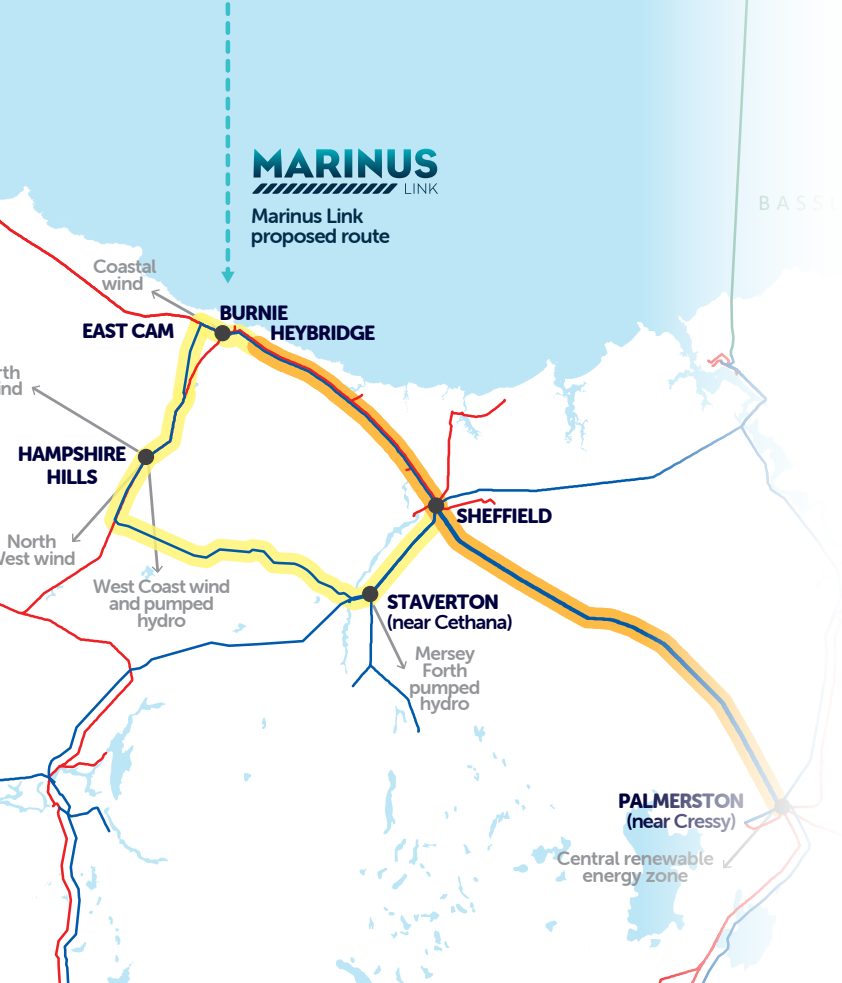 MARINUS
LINK
Marinus Link
proposed route
BASS
Coastal
wind
BURNIE
EAST CAM
HEYBRIDGE
HAMPSHIRE
HILLS
North
West wind
West Coast wind
and pumped
hydro
SHEFFIELD
STAVERTON
(near Cethana)
Mersey
Forth
pumped
hydro
PALMERSTON
(near Cressy)
Central renewable
energy zone